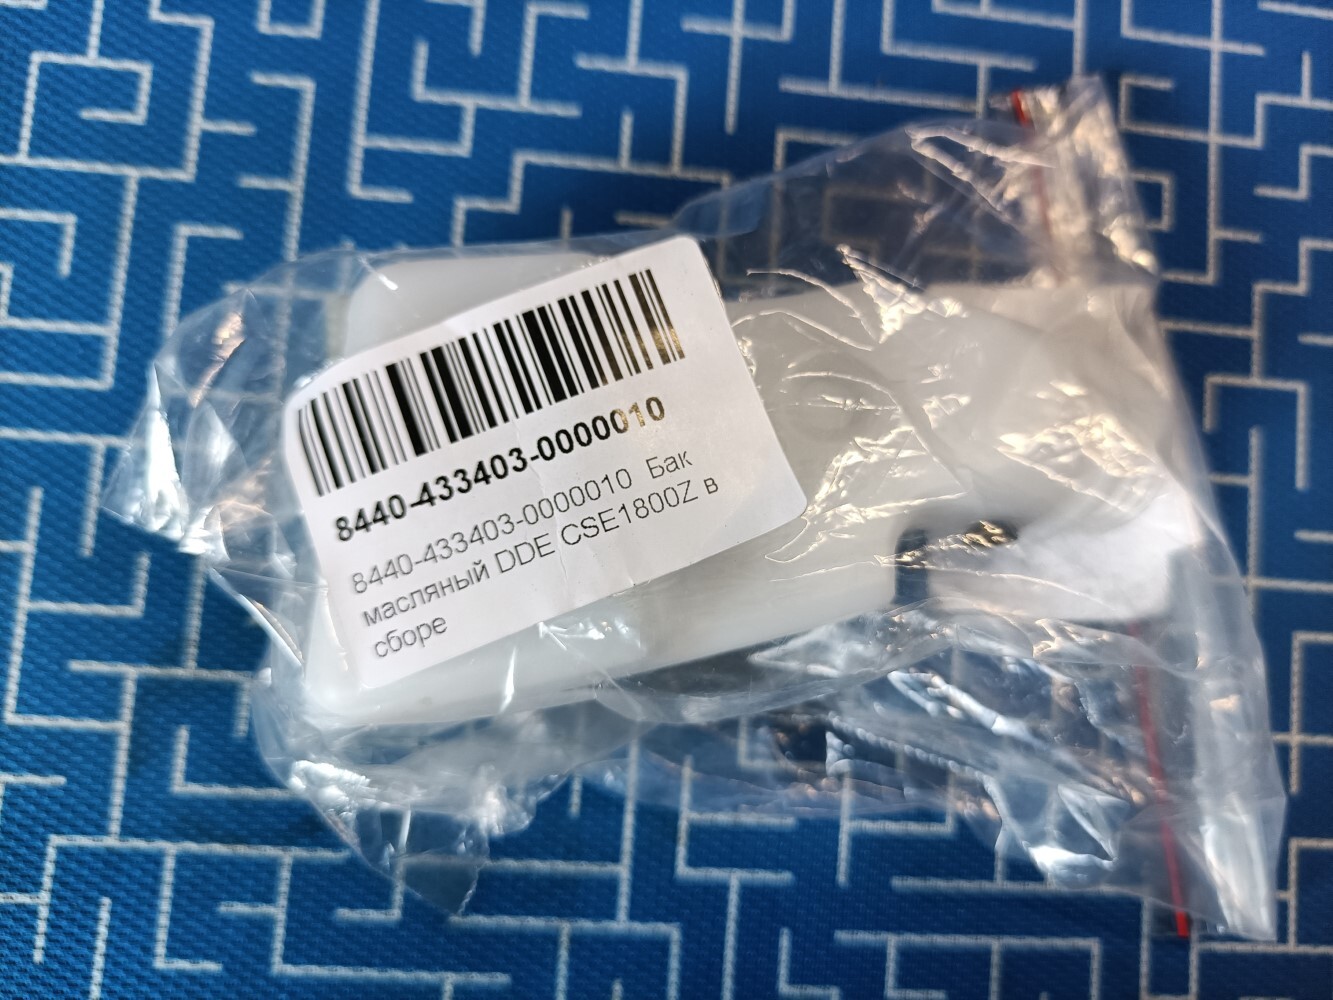 8440-433403-0000010
8440-433403-0000010 Бак
масляный DDE CSE1800Z в
сборе